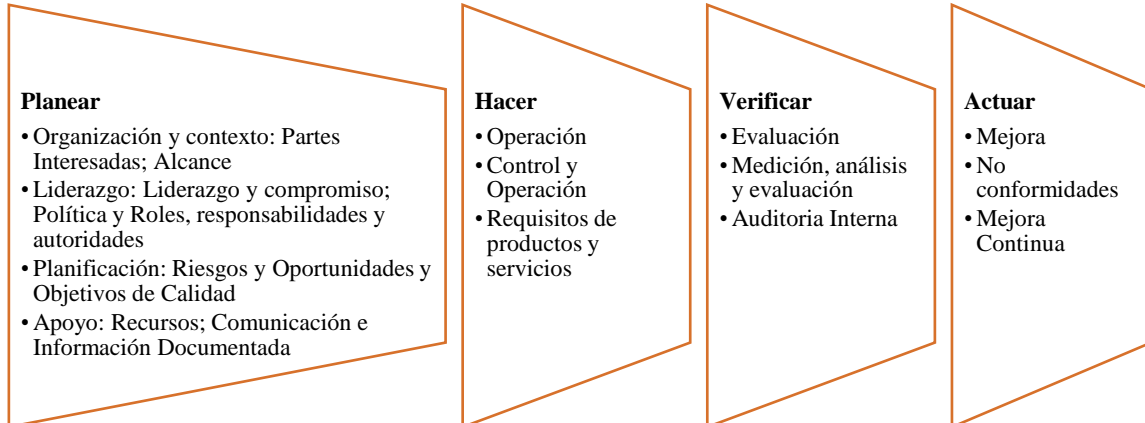 Planear
• Organización y contexto: Partes
Interesadas; Alcance
• Liderazgo: Liderazgo y compromiso;
Política y Roles, responsabilidades y
autoridades
• Planificación: Riesgos y Oportunidades y
Objetivos de Calidad
• Apoyo: Recursos; Comunicación e
Información Documentada
Hacer
• Operación
• Control y
Operación
• Requisitos de
productos y
servicios
Verificar
• Evaluación
• Medición, análisis
y evaluación
• Auditoria Interna
Actuar
• Mejora
• No
conformidades
• Mejora
Continua